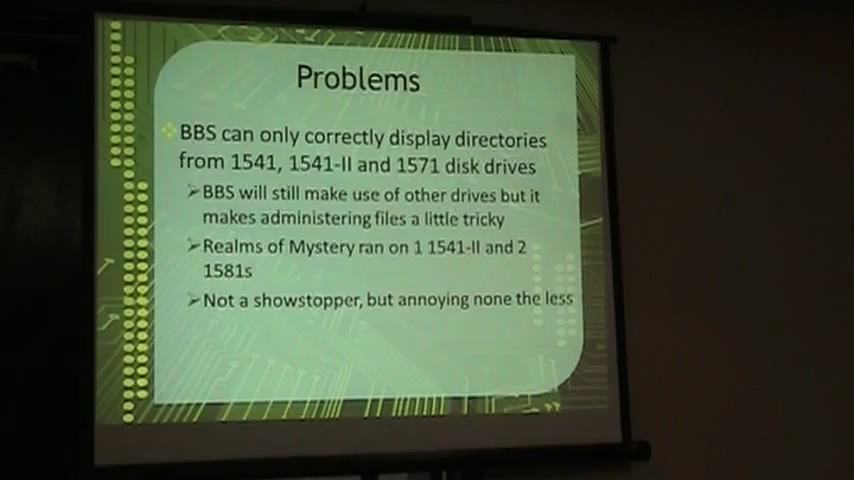 Problems
BBS can only correctly display directories
from 1541, 1541-II and 1571 disk drives
BBS will still make use of other drives but it
makes administering files a little tricky
Realms of Mystery ran on 1 1541-II and 2
1581s
Not a showstopper, but annoying none the less